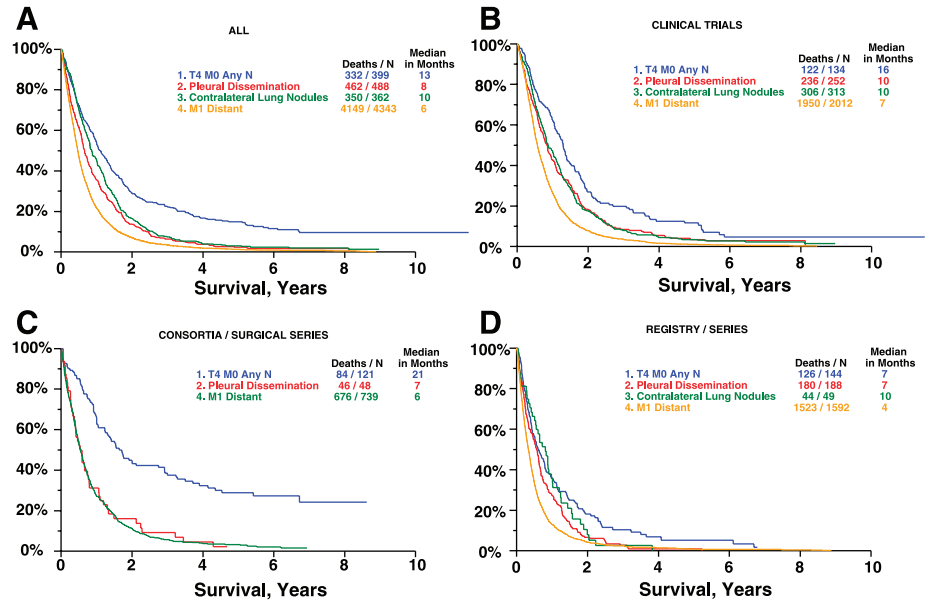 A
ALL
Deaths / N
Median
in Months
1. T4 M0 Any N 332 / 399 13
2. Pleural Dissemination 462 / 488 8
3. Contralateral Lung Nodules 350 / 362 10
4. M1 Distant 4149 / 4343 6
100%
80%
60%
40%
20%
0%
0 2 4 6 8 10
Survival, Years
B
CLINICAL TRIALS
Deaths / N
Median
in Months
1. T4 M0 Any N 122 / 134 16
2. Pleural Dissemination 236 / 252 10
3. Contralateral Lung Nodules 306 / 313 10
4. M1 Distant 1950 / 2012 7
100%
80%
60%
40%
20%
0%
0 2 4 6 8 10
Survival, Years
C
CONSORTIA / SURGICAL SERIES
Deaths / N
Median
in Months
1. T4 M0 Any N 84 / 121 21
2. Pleural Dissemination 46 / 48 7
4. M1 Distant 676 / 739 6
100%
80%
60%
40%
20%
0%
0 2 4 6 8 10
Survival, Years
D
REGISTRY / SERIES
Deaths / N
Median
in Months
1. T4 M0 Any N 126 / 144 7
2. Pleural Dissemination 180 / 188 7
3. Contralateral Lung Nodules 44 / 49 10
4. M1 Distant 1523 / 1592 4
100%
80%
60%
40%
20%
0%
0 2 4 6 8 10
Survival, Years